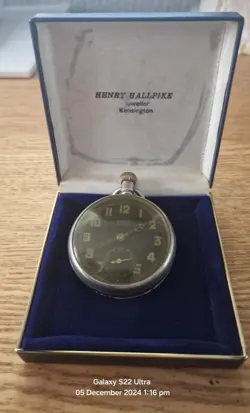 HENRY HALLPIKE
Jeweller
Kensington
12
Galaxy S22 Ultra
05 December 2024 1:16 pm